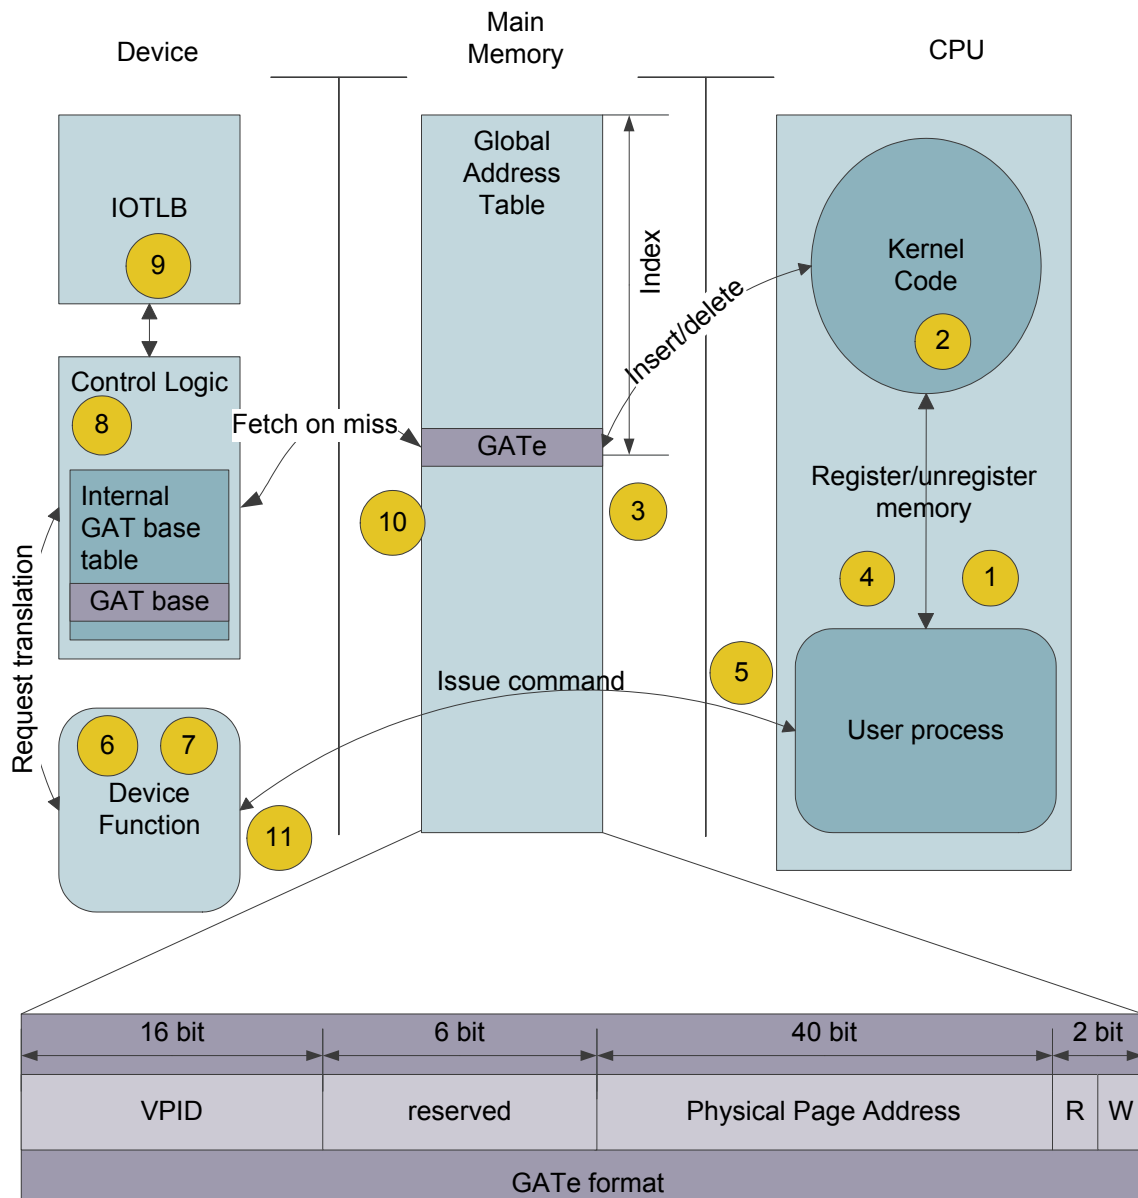 Device
Main
Memory
CPU
IOTLB
9
Global
Address
Table
Index
Kernel
Code
2
Insert/delete
Control Logic
8
Fetch on miss
GATe
Internal
GAT base
table
GAT base
10
3
Register/unregister
memory
4
1
Request translation
Issue command
5
User process
6
7
Device
Function
11
16 bit
6 bit
40 bit
2 bit
VPID
reserved
Physical Page Address
R
W
GATe format